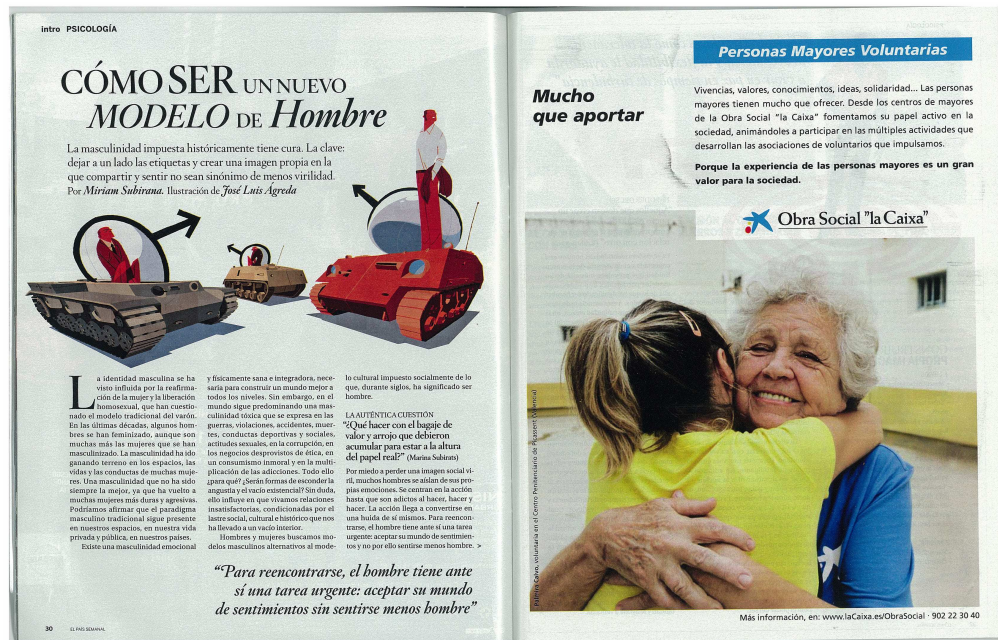 intro PSICOLOGÍA
CÓMO SER UN NUEVO
MODELO DE Hombre
La masculinidad impuesta históricamente tiene cura. La clave:
dejar a un lado las etiquetas y crear una imagen propia en la
que compartir y sentir no sean sinónimo de menos virilidad.
Por Miriam Subirana. Ilustración de José Luis Ágreda
La identidad masculina se ha
visto influida por la reafirma-
ción de la mujer y la liberación
homosexual, que han cuestio-
nado el modelo tradicional del varón.
En las últimas décadas, algunos hom-
bres se han feminizado, aunque son
muchas más las mujeres que se han
masculinizado. La masculinidad ha ido
ganando terreno en los espacios, las
vidas y las conductas de muchas muje-
res. Una masculinidad que no ha sido
siempre la mejor, ya que ha vuelto a
muchas mujeres más duras y agresivas.
Podríamos afirmar que el paradigma
masculino tradicional sigue presente
en nuestros espacios, en nuestra vida
privada y pública, en nuestros países.
Existe una masculinidad emocional
y físicamente sana e integradora, nece-
saria para construir un mundo mejor a
todos los niveles. Sin embargo, en el
mundo sigue predominando una mas-
culinidad tóxica que se expresa en las
guerras, violaciones, accidentes, muer-
tes, conductas deportivas y sociales,
actitudes sexuales, en la corrupción, en
los negocios desprovistos de ética, en
un consumismo inmoral y en la multi-
plicación de las adicciones. Todo ello
¿para qué? ¿Serán formas de esconder la
angustia y el vacío existencial? Sin duda,
ello influye en que vivamos relaciones
insatisfactorias, condicionadas por el
lastre social, cultural e histórico que nos
ha llevado a un vacío interior.
Hombres y mujeres buscamos mo-
delos masculinos alternativos al mode-
lo cultural impuesto socialmente de lo
que, durante siglos, ha significado ser
hombre.
LA AUTÉNTICA CUESTIÓN
"¿Qué hacer con el bagaje de
valor y arrojo que debieron
acumular para estar a la altura
del papel real?" (Marina Subirats)
Por miedo a perder una imagen social vi-
ril, muchos hombres se aíslan de sus pro-
pias emociones. Se centran en la acción
hasta que son adictos al hacer, hacer y
hacer. La acción llega a convertirse en
una huida de sí mismos. Para reencon-
trarse, el hombre tiene ante sí una tarea
urgente: aceptar su mundo de sentimien-
tos y no por ello sentirse menos hombre. >
“Para reencontrarse, el hombre tiene ante
sí una tarea urgente: aceptar su mundo
de sentimientos sin sentirse menos hombre”
30 EL PAÍS SEMANAL
Personas Mayores Voluntarias
Mucho
que aportar
Vivencias, valores, conocimientos, ideas, solidaridad... Las personas
mayores tienen mucho que ofrecer. Desde los centros de mayores
de la Obra Social "la Caixa" fomentamos su papel activo en la
sociedad, animándoles a participar en las múltiples actividades que
desarrollan las asociaciones de voluntarios que impulsamos.
Porque la experiencia de las personas mayores es un gran
valor para la sociedad.
Obra Social "la Caixa"
Palmira Calvo, voluntaria en el Centro Penitenciario de Picassent (Valencia)
Más información, en: www.laCaixa.es/ObraSocial · 902 22 30 40